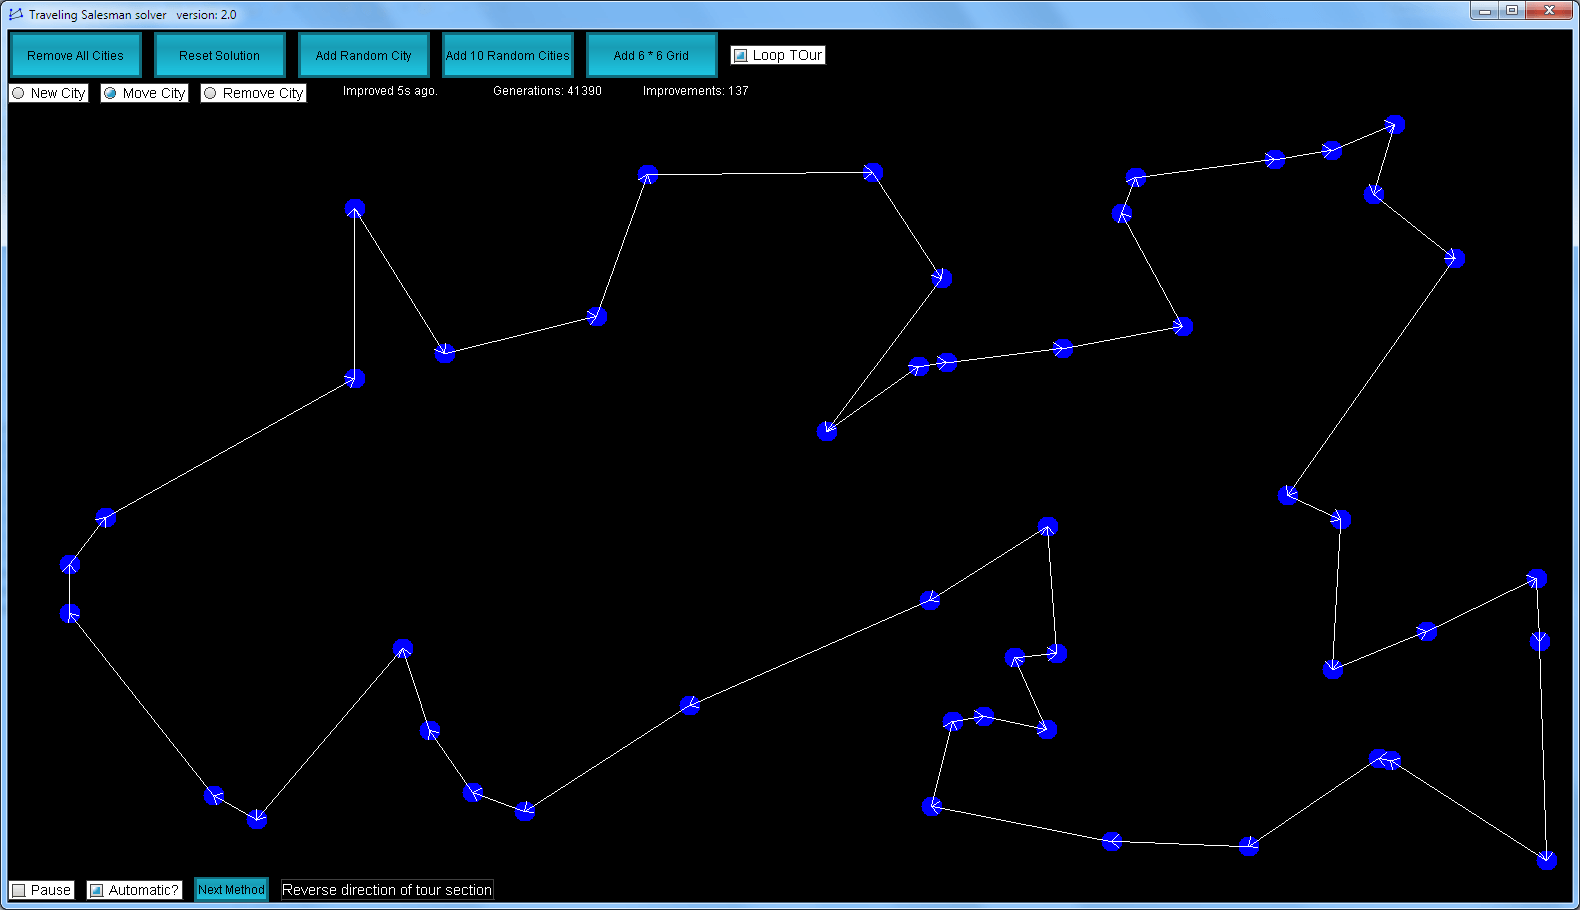 Traveling Salesman solver version: 2.0
Remove All Cities
Reset Solution
Add Random City
Add 10 Random Cities
Add 6 * 6 Grid
Loop TOur
New City
Move City
Remove City
Improved 5s ago.
Generations: 41390
Improvements: 137
Pause
Automatic?
Next Method
Reverse direction of tour section